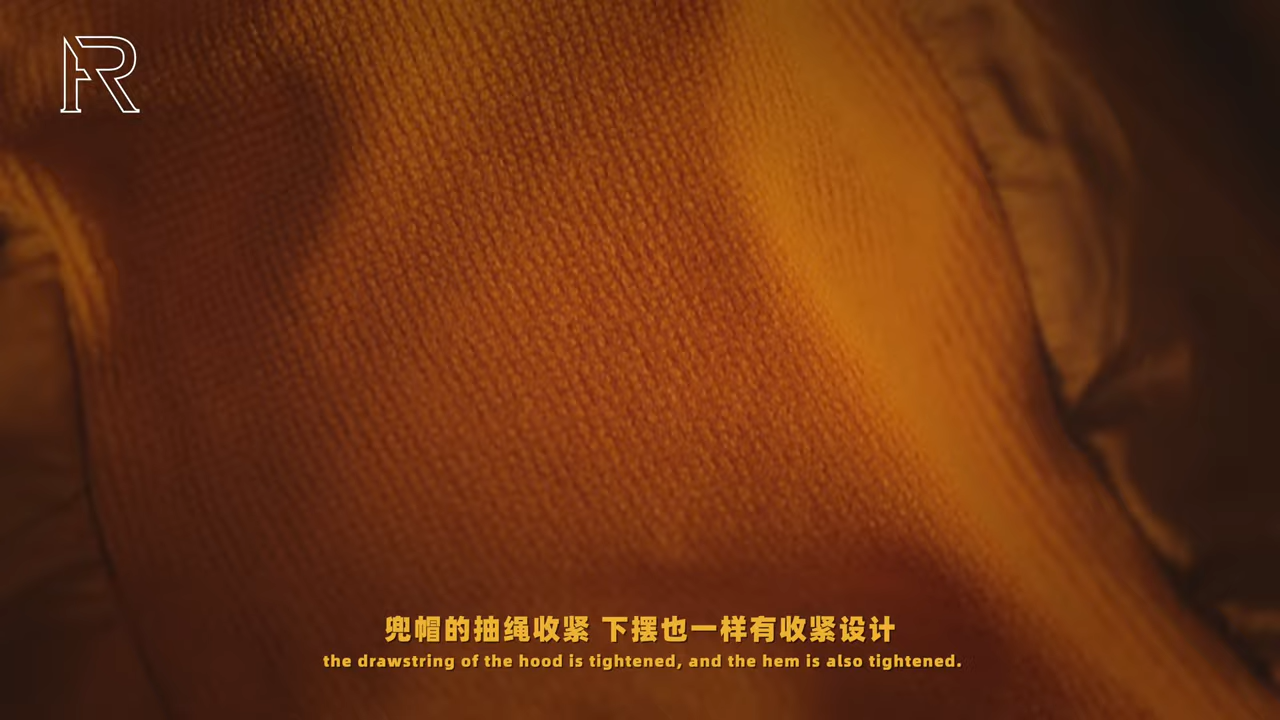 兜帽的抽绳收紧 下摆也一样有收紧设计
the drawstring of the hood is tightened, and the hem is also tightened.